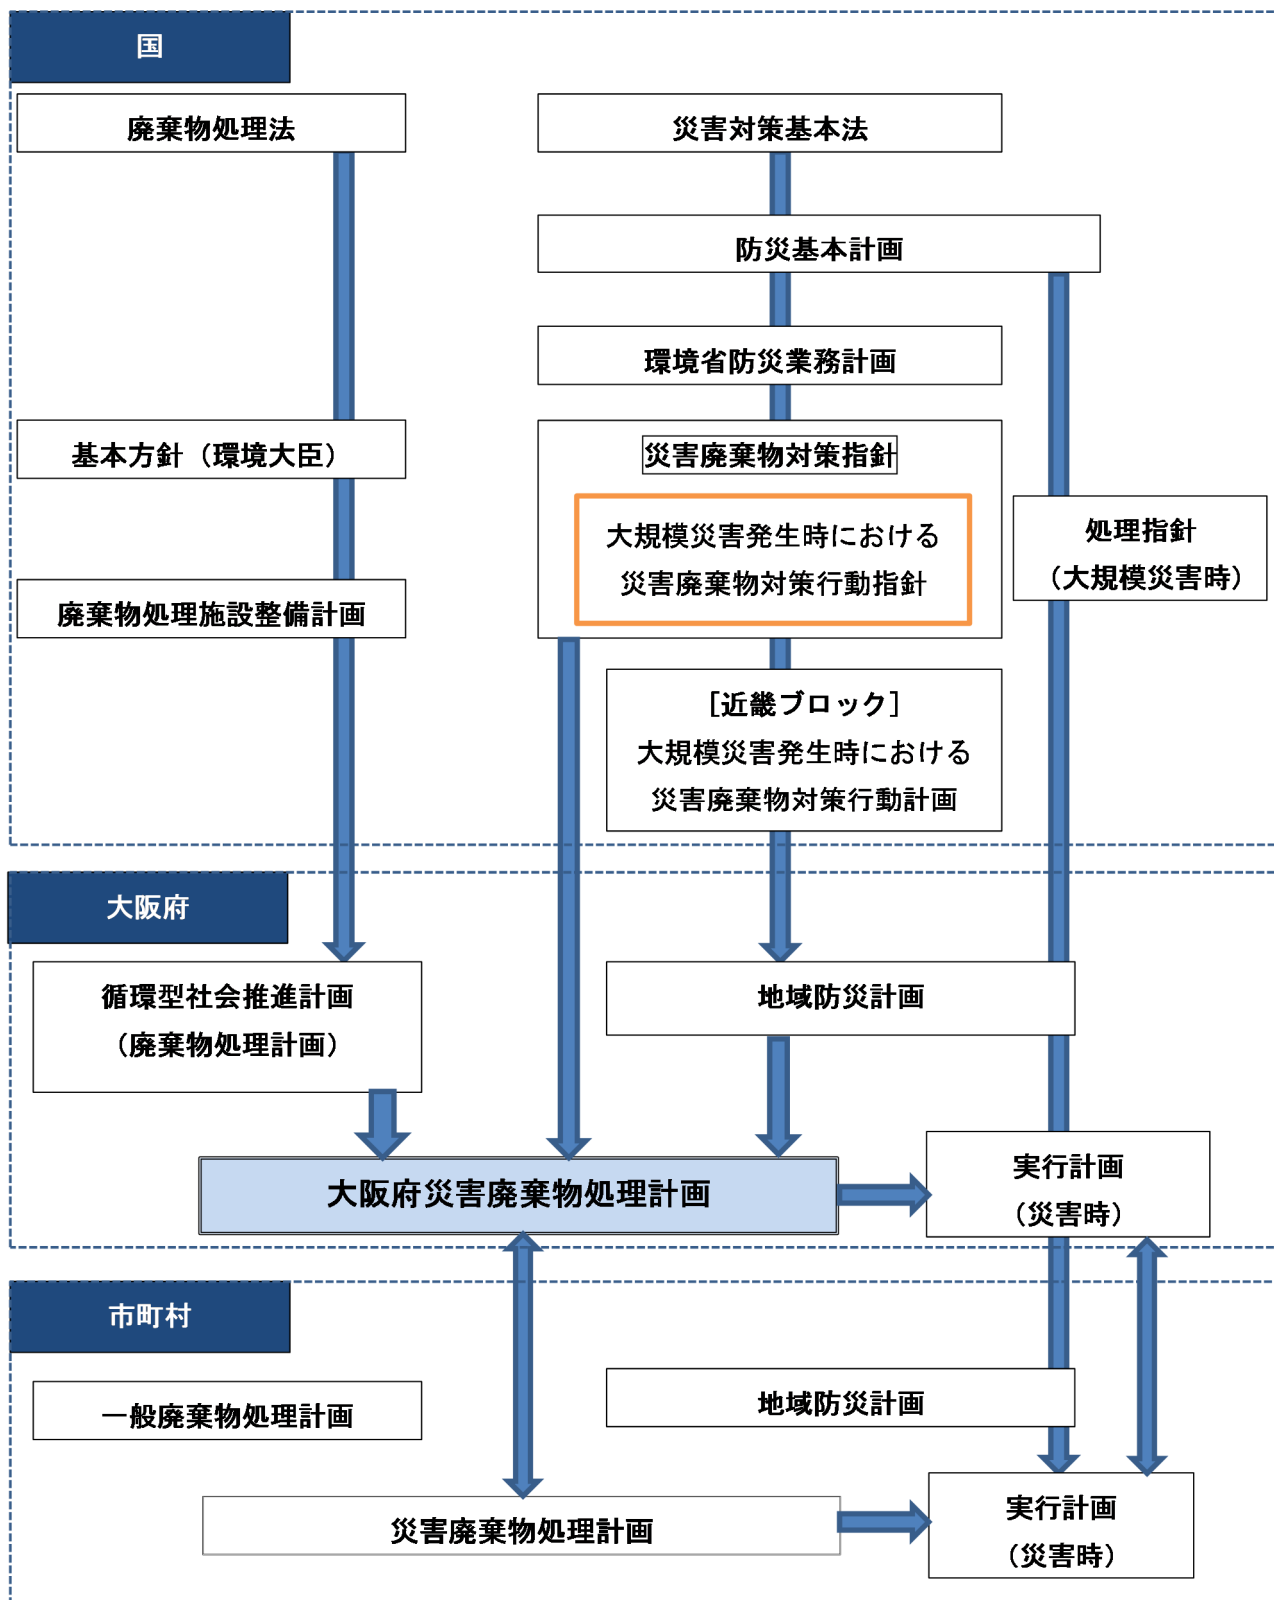 国
廃棄物処理法
災害対策基本法
防災基本計画
環境省防災業務計画
基本方針（環境大臣）
災害廃棄物対策指針
大規模災害発生時における
災害廃棄物対策行動指針
処理指針
（大規模災害時）
廃棄物処理施設整備計画
［近畿ブロック］
大規模災害発生時における
災害廃棄物対策行動計画
大阪府
循環型社会推進計画
（廃棄物処理計画）
地域防災計画
大阪府災害廃棄物処理計画
実行計画
（災害時）
市町村
一般廃棄物処理計画
地域防災計画
災害廃棄物処理計画
実行計画
（災害時）